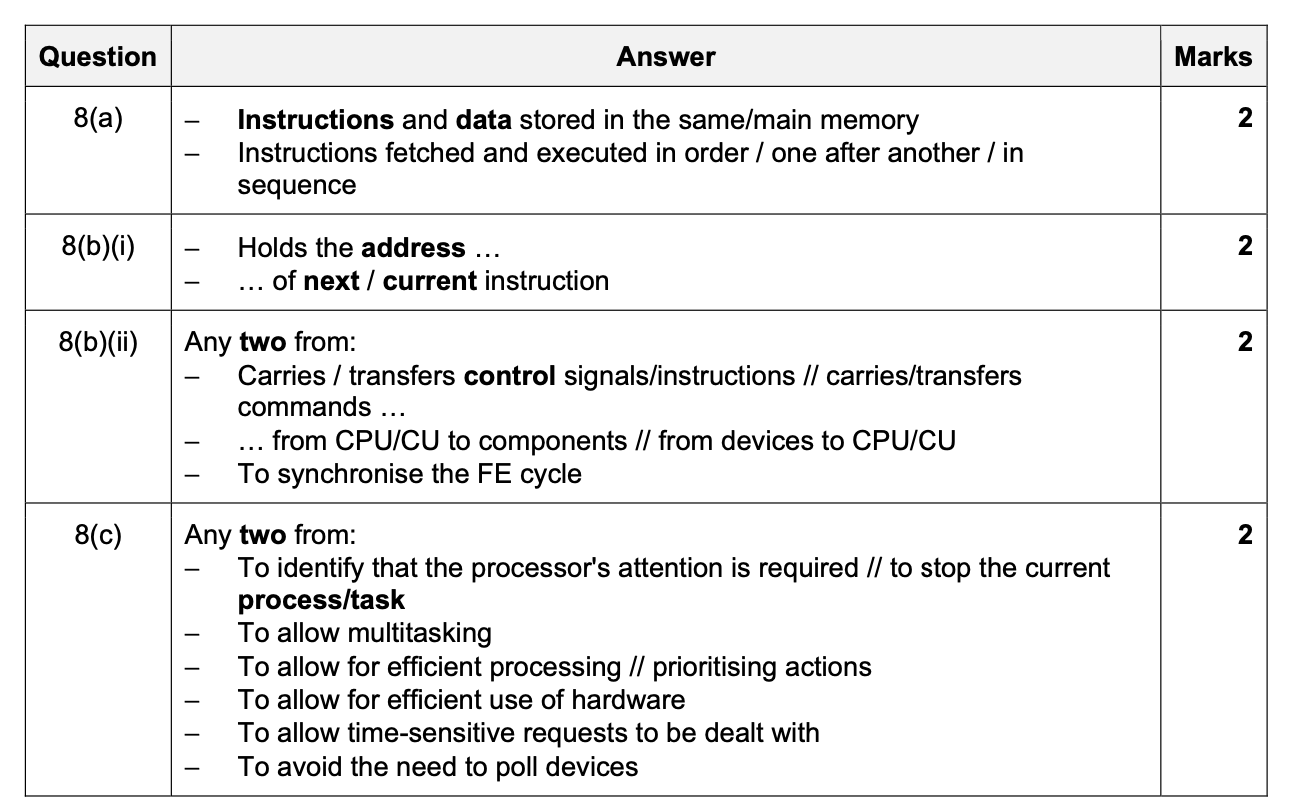 Question Answer Marks
8(a) – Instructions and data stored in the same/main memory 2
– Instructions fetched and executed in order / one after another / in
sequence
8(b)(i) – Holds the address … 2
– … of next / current instruction
8(b)(ii) Any two from: 2
– Carries / transfers control signals/instructions // carries/transfers
commands …
– … from CPU/CU to components // from devices to CPU/CU
– To synchronise the FE cycle
8(c) Any two from: 2
– To identify that the processor's attention is required // to stop the current
process/task
– To allow multitasking
– To allow for efficient processing // prioritising actions
– To allow for efficient use of hardware
– To allow time-sensitive requests to be dealt with
– To avoid the need to poll devices